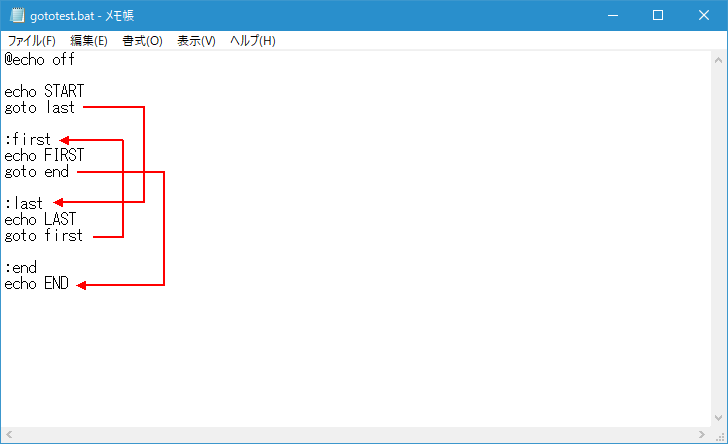 gototest.bat - メモ帳
ファイル(F) 編集(E) 書式(O) 表示(V) ヘルプ(H)
@echo off
echo START
goto last
:first
echo FIRST
goto end
:last
echo LAST
goto first
:end
echo END